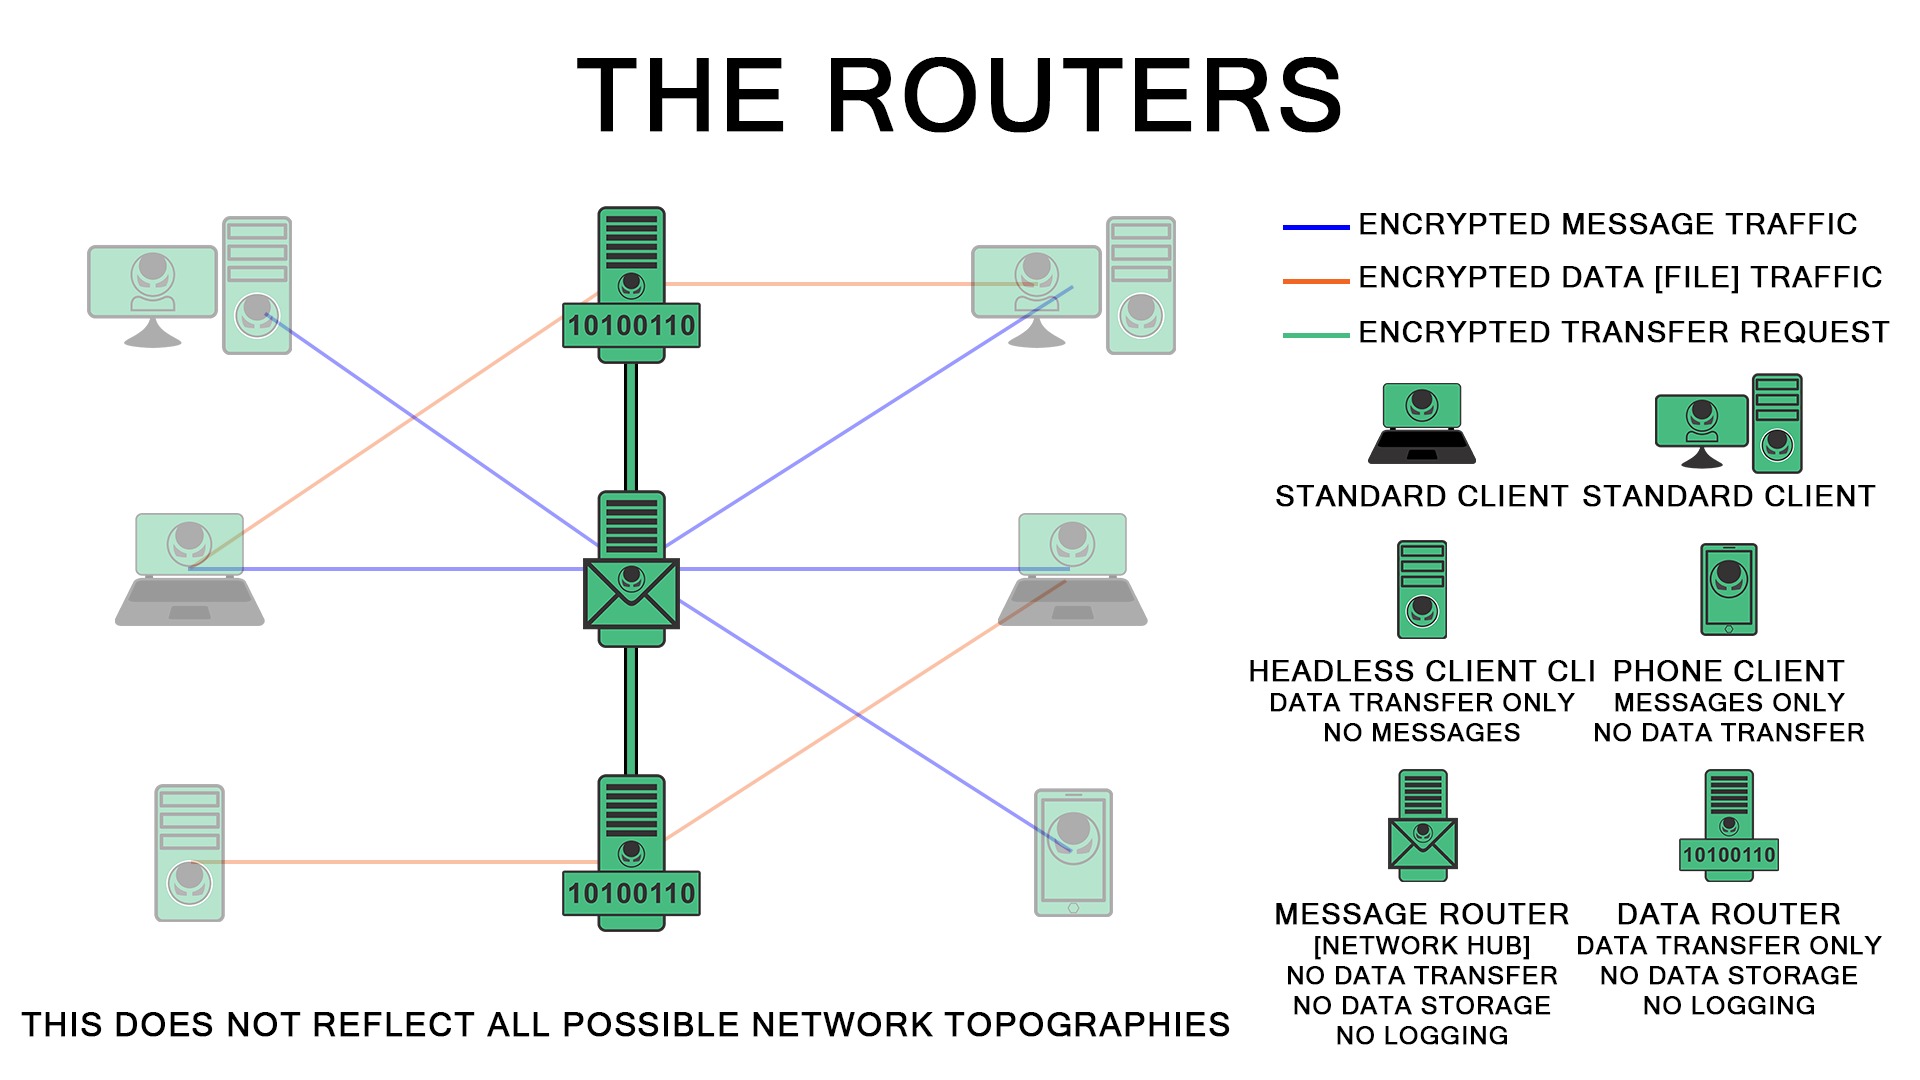 THE ROUTERS
ENCRYPTED MESSAGE TRAFFIC
ENCRYPTED DATA [FILE] TRAFFIC
ENCRYPTED TRANSFER REQUEST
10100110
10100110
STANDARD CLIENT
STANDARD CLIENT
HEADLESS CLIENT CLI
DATA TRANSFER ONLY
NO MESSAGES
PHONE CLIENT
MESSAGES ONLY
NO DATA TRANSFER
10100110
MESSAGE ROUTER
[NETWORK HUB]
NO DATA TRANSFER
NO DATA STORAGE
NO LOGGING
DATA ROUTER
DATA TRANSFER ONLY
NO DATA STORAGE
NO LOGGING
THIS DOES NOT REFLECT ALL POSSIBLE NETWORK TOPOGRAPHIES